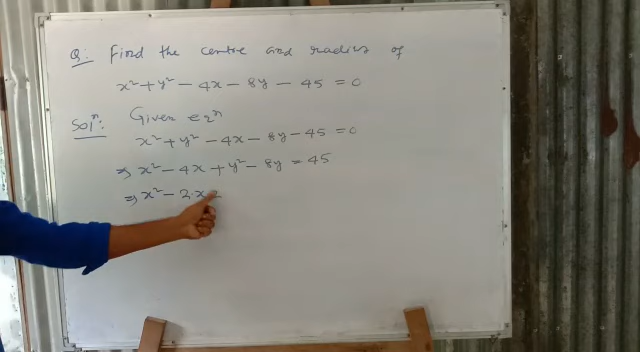 Q: Find the centre and radius of
x² + y² - 4x - 8y - 45 = 0
Solⁿ: Given eqⁿ
x² + y² - 4x - 8y - 45 = 0
⇒ x² - 4x + y² - 8y = 45
⇒ x² - 2x